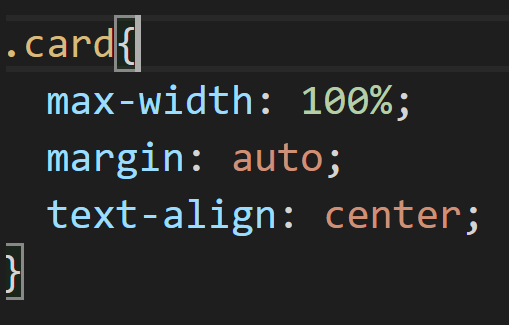 .card{
  max-width: 100%;
  margin: auto;
  text-align: center;
}